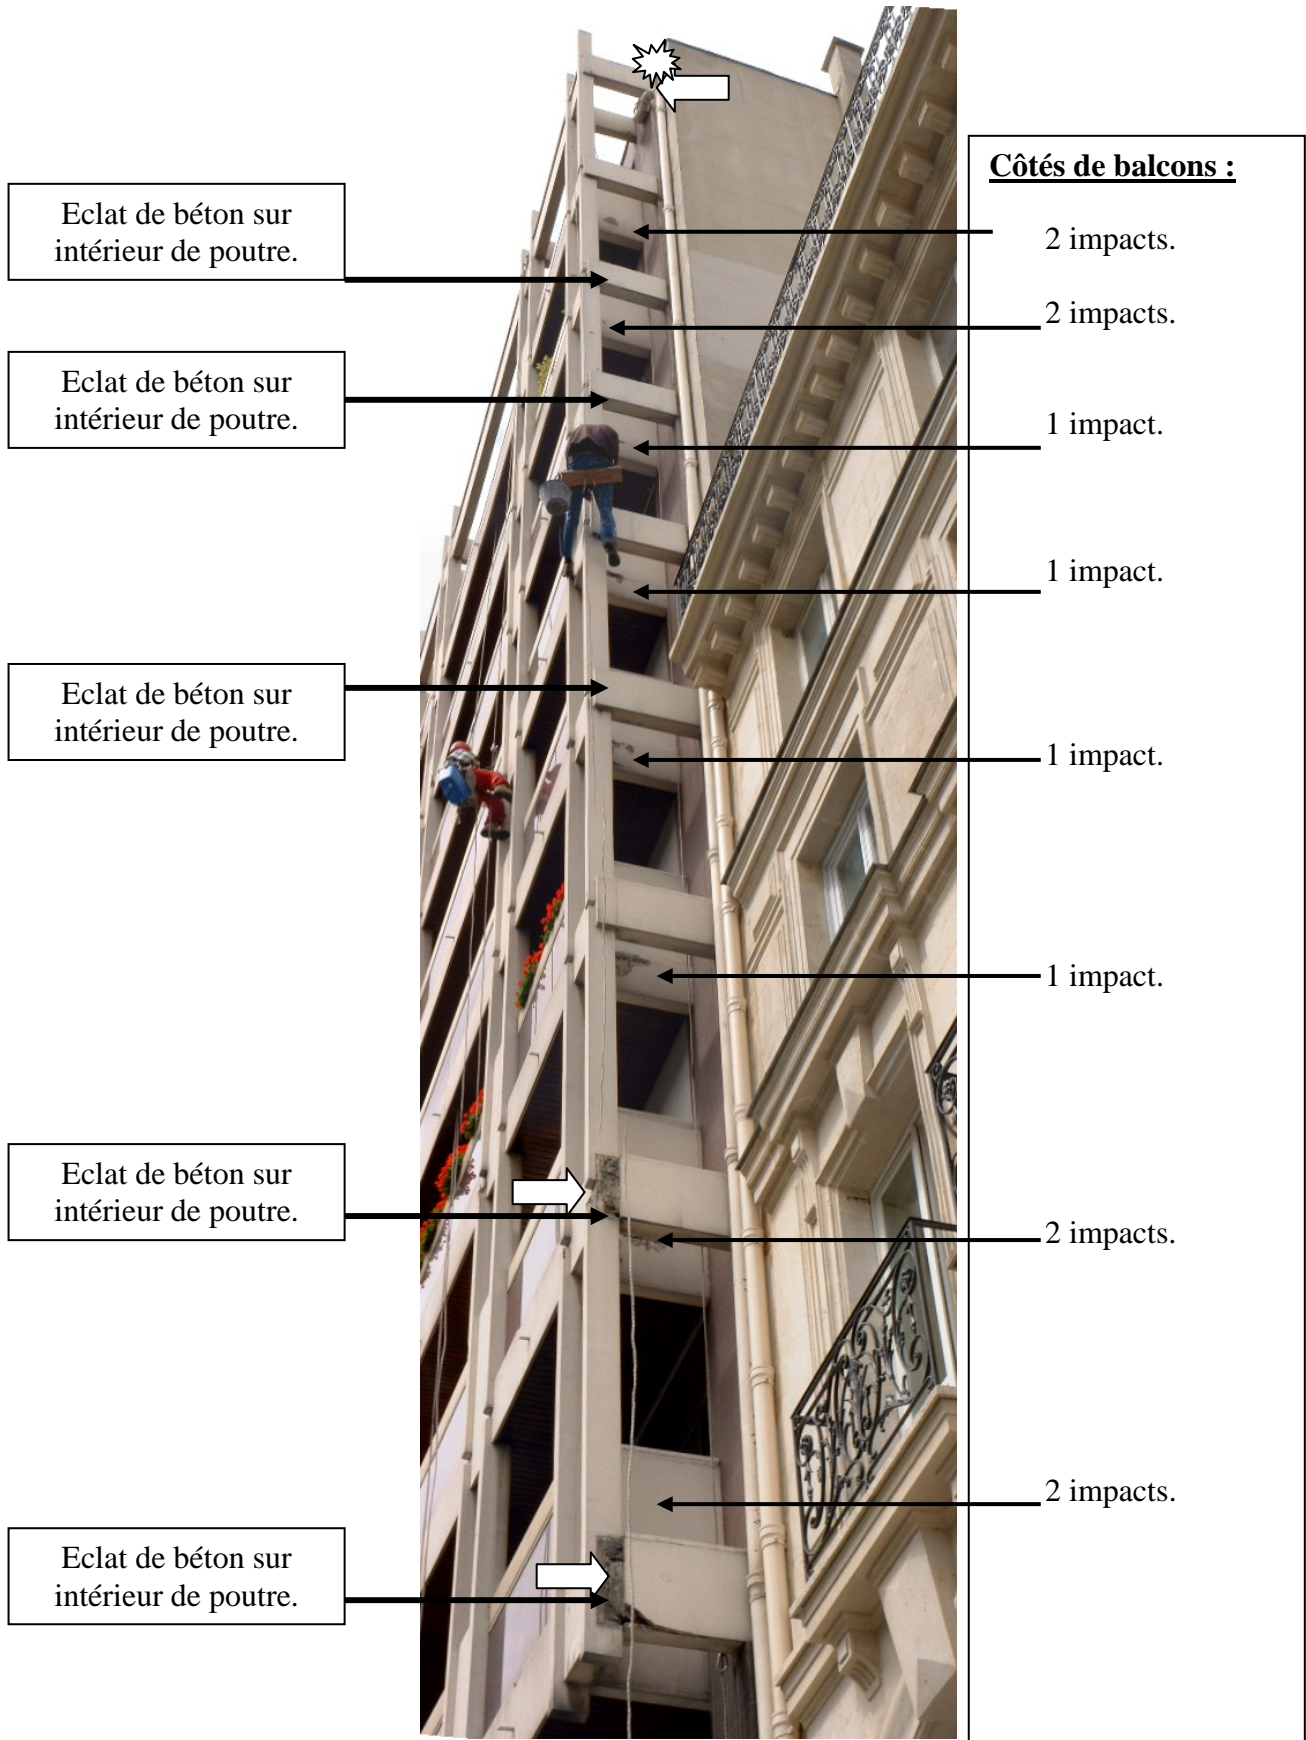 Côtés de balcons :
Eclat de béton sur
intérieur de poutre.
2 impacts.
2 impacts.
Eclat de béton sur
intérieur de poutre.
1 impact.
1 impact.
Eclat de béton sur
intérieur de poutre.
1 impact.
1 impact.
Eclat de béton sur
intérieur de poutre.
2 impacts.
2 impacts.
Eclat de béton sur
intérieur de poutre.